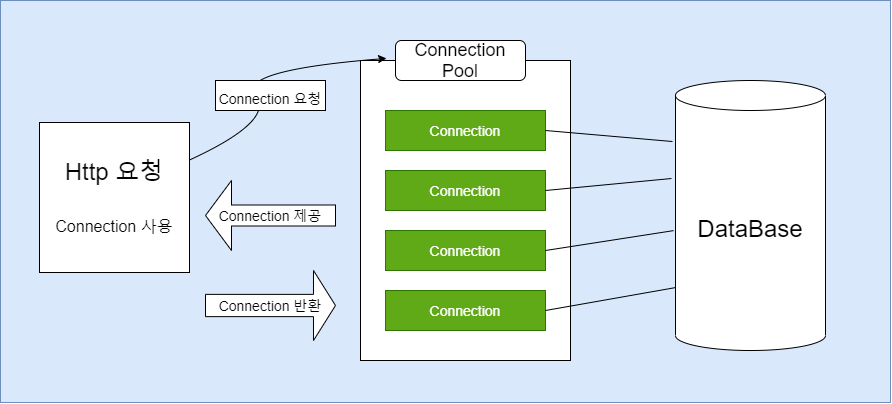 Connection
Pool
Connection 요청
Http 요청
Connection 사용
Connection 제공
Connection 반환
Connection
Connection
Connection
Connection
DataBase